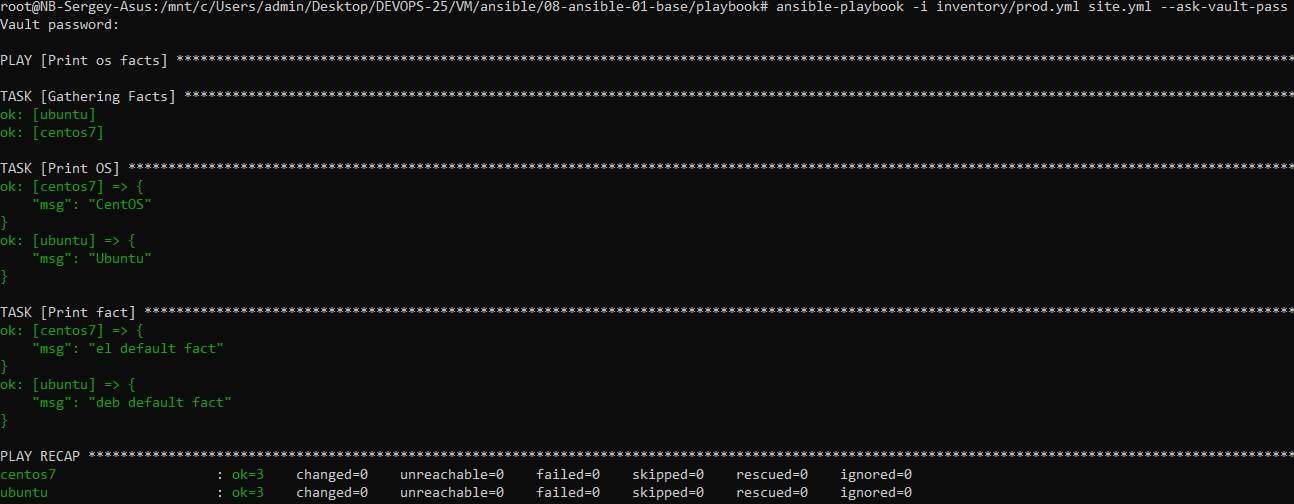 root@NB-Sergey-Asus:/mnt/c/Users/admin/Desktop/DEVOPS-25/VM/ansible/08-ansible-01-base/playbook# ansible-playbook -i inventory/prod.yml site.yml --ask-vault-pass
Vault password:
PLAY [Print os facts] *******************************************************************************************************************************************
TASK [Gathering Facts] ******************************************************************************************************************************************
ok: [ubuntu]
ok: [centos7]
TASK [Print OS] *************************************************************************************************************************************************
ok: [centos7] => {
    "msg": "CentOS"
}
ok: [ubuntu] => {
    "msg": "Ubuntu"
}
TASK [Print fact] ***********************************************************************************************************************************************
ok: [centos7] => {
    "msg": "el default fact"
}
ok: [ubuntu] => {
    "msg": "deb default fact"
}
PLAY RECAP ******************************************************************************************************************************************************
centos7                    : ok=3    changed=0    unreachable=0    failed=0    skipped=0    rescued=0    ignored=0
ubuntu                     : ok=3    changed=0    unreachable=0    failed=0    skipped=0    rescued=0    ignored=0